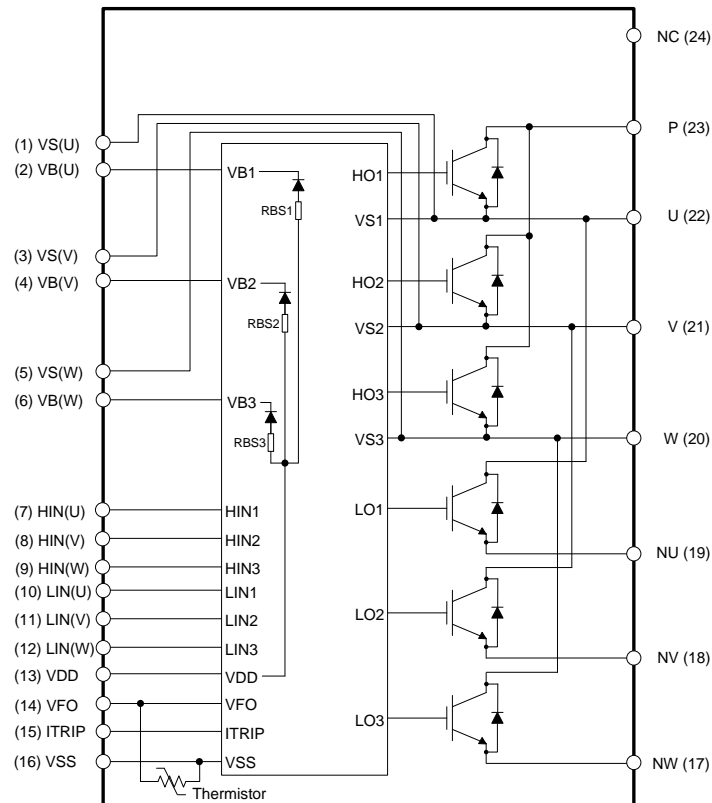 NC (24)
P (23)
(1) VS(U)
(2) VB(U)
VB1
HO1
RBS1
VS1
U (22)
(3) VS(V)
(4) VB(V)
VB2
HO2
RBS2
VS2
V (21)
(5) VS(W)
(6) VB(W)
VB3
HO3
RBS3
VS3
W (20)
(7) HIN(U)
HIN1
LO1
(8) HIN(V)
HIN2
NU (19)
(9) HIN(W)
HIN3
(10) LIN(U)
LIN1
(11) LIN(V)
LIN2
LO2
(12) LIN(W)
LIN3
NV (18)
(13) VDD
VDD
(14) VFO
VFO
LO3
(15) ITRIP
ITRIP
(16) VSS
VSS
NW (17)
Thermistor